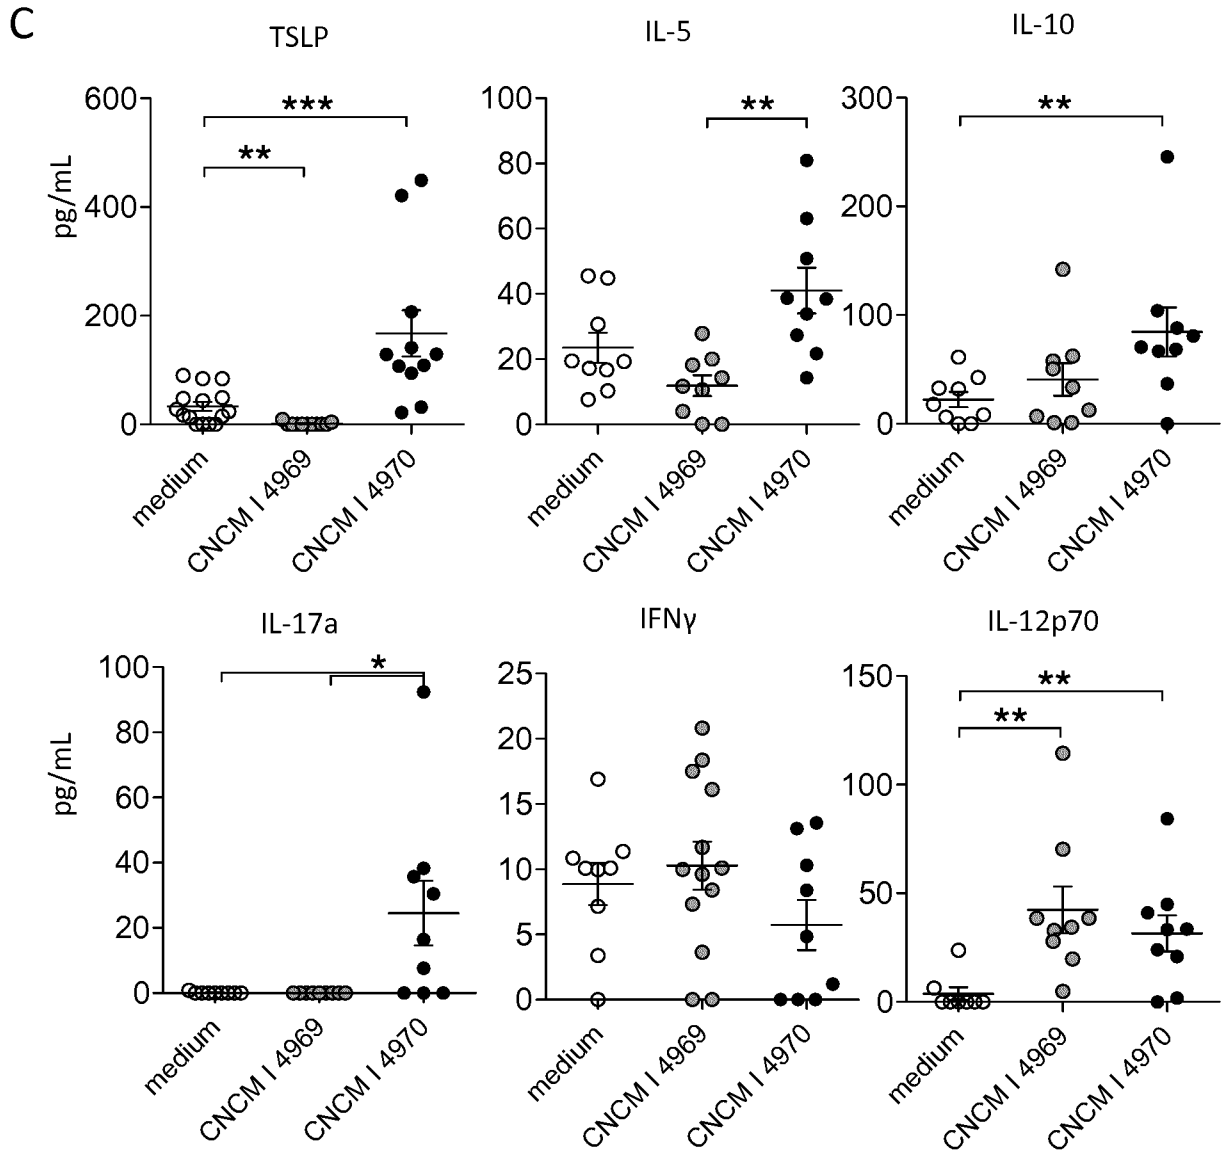 C
TSLP
IL-5
IL-10
pg/mL
600
400
200
0
***
**
medium
CNCM I 4969
CNCM I 4970
100
80
60
40
20
0
**
medium
CNCM I 4969
CNCM I 4970
300
200
100
0
**
medium
CNCM I 4969
CNCM I 4970
IL-17a
IFNγ
IL-12p70
pg/mL
100
80
60
40
20
0
*
medium
CNCM I 4969
CNCM I 4970
25
20
15
10
5
0
medium
CNCM I 4969
CNCM I 4970
150
100
50
0
**
**
medium
CNCM I 4969
CNCM I 4970